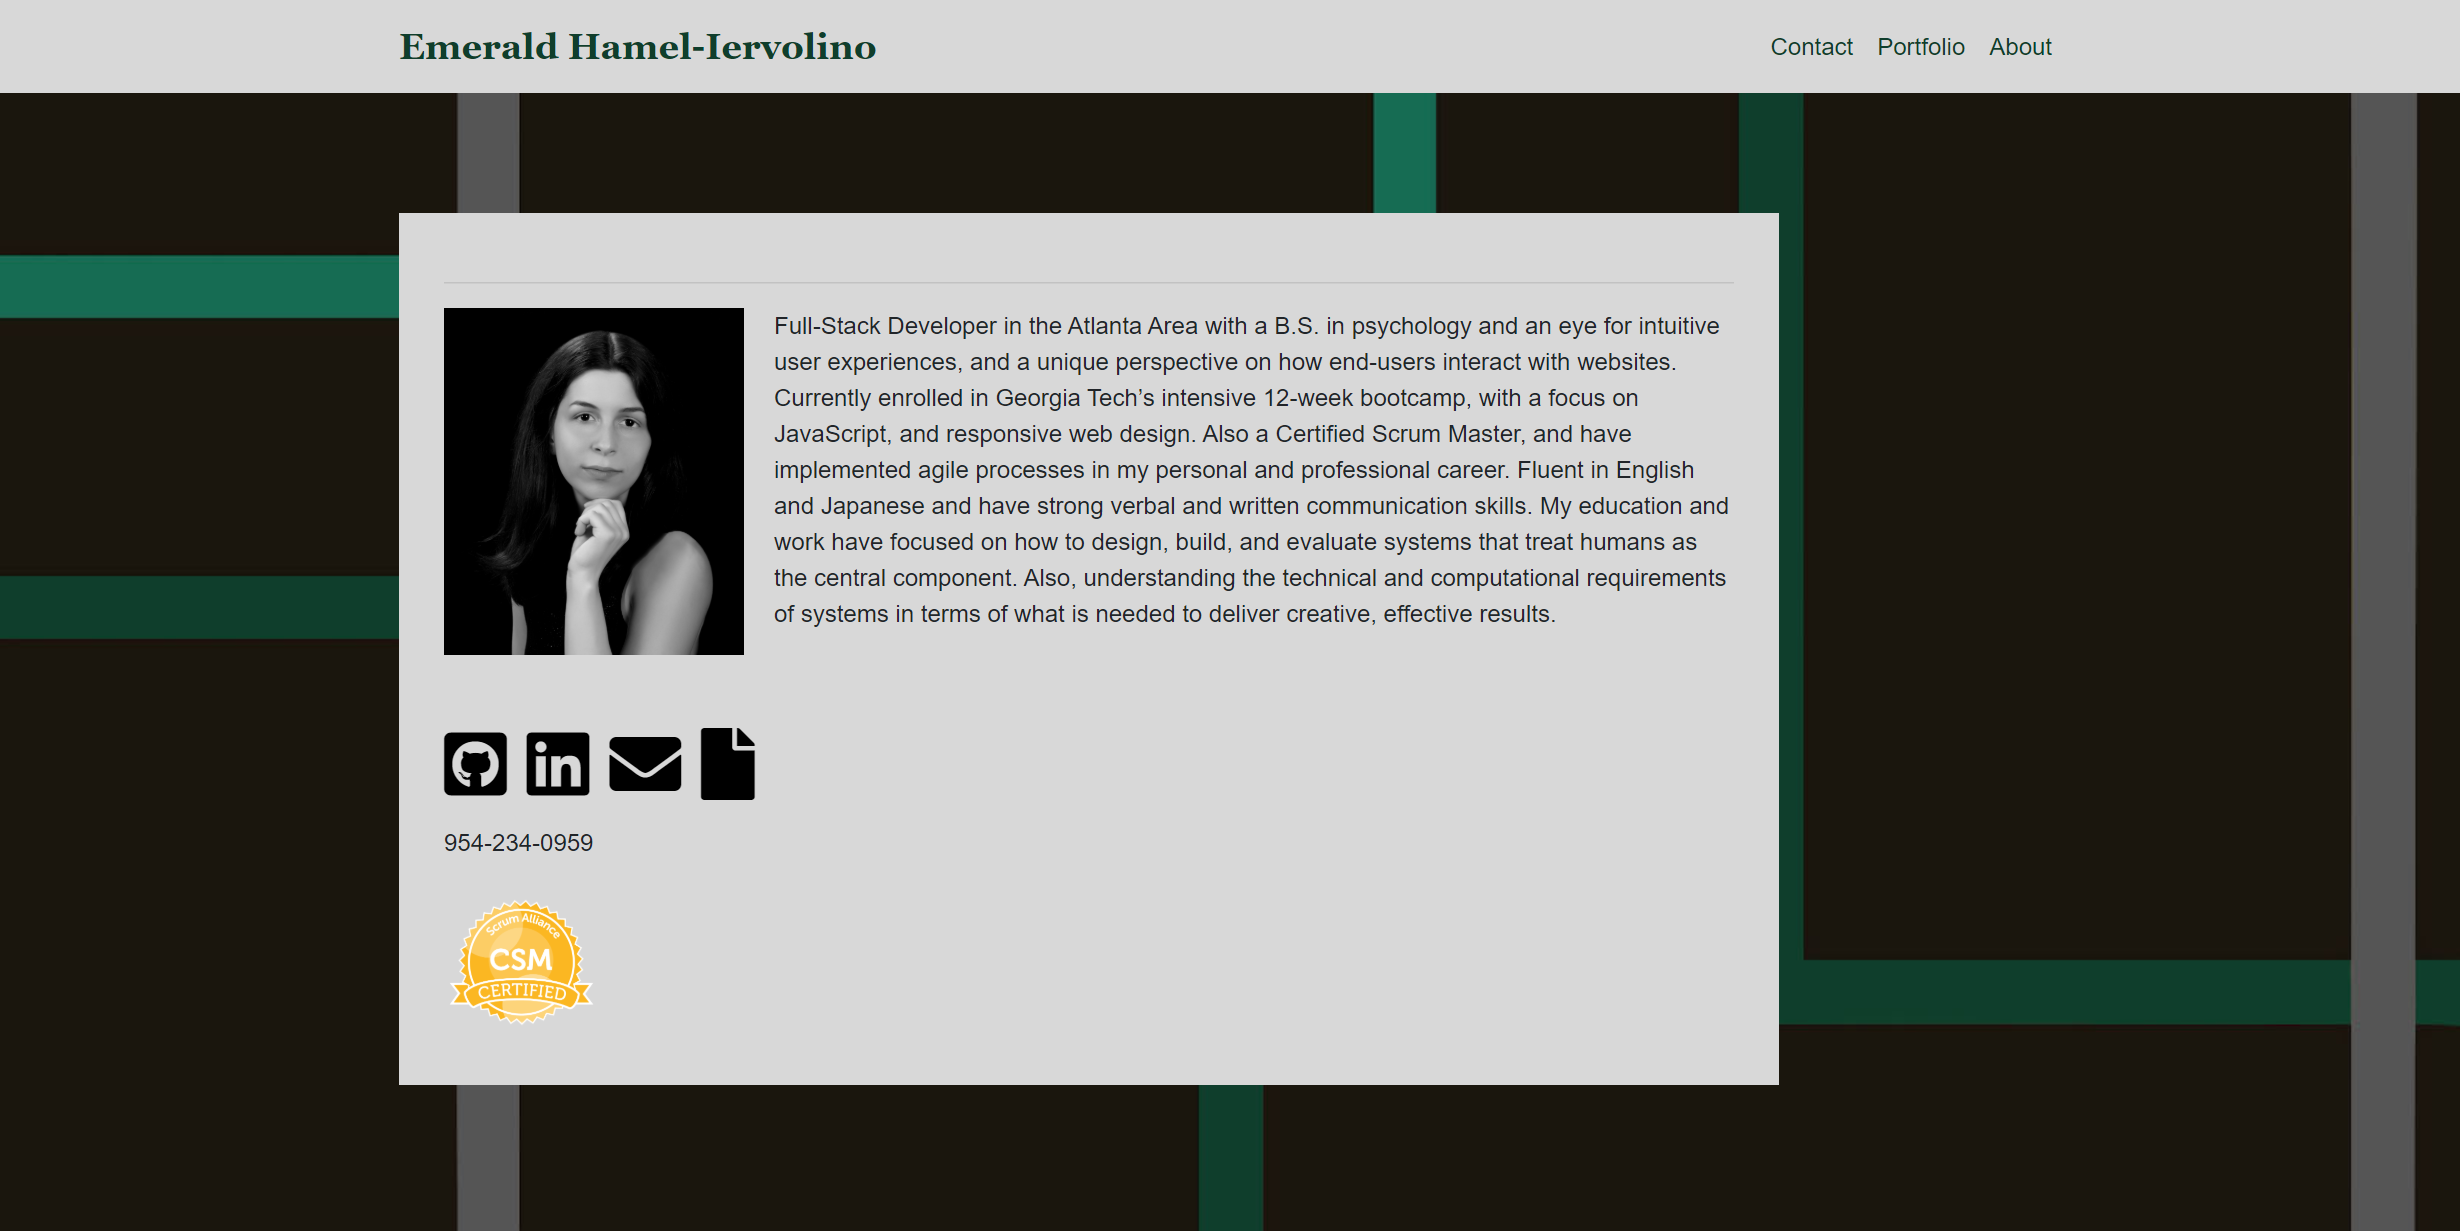 Emerald Hamel-Iervolino
Contact Portfolio About
Full-Stack Developer in the Atlanta Area with a B.S. in psychology and an eye for intuitive
user experiences, and a unique perspective on how end-users interact with websites.
Currently enrolled in Georgia Tech’s intensive 12-week bootcamp, with a focus on
JavaScript, and responsive web design. Also a Certified Scrum Master, and have
implemented agile processes in my personal and professional career. Fluent in English
and Japanese and have strong verbal and written communication skills. My education and
work have focused on how to design, build, and evaluate systems that treat humans as
the central component. Also, understanding the technical and computational requirements
of systems in terms of what is needed to deliver creative, effective results.
in
954-234-0959
Scrum Alliance
CSM
CERTIFIED